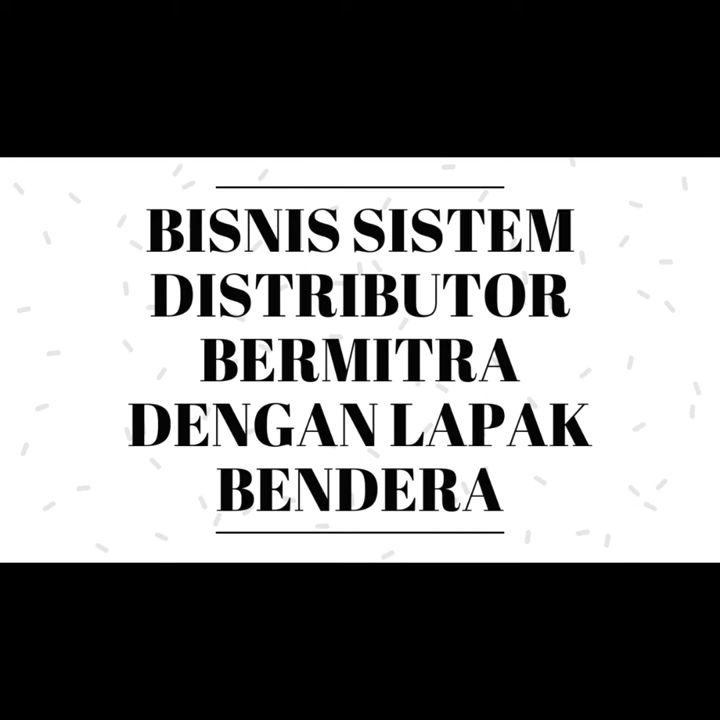 BISNIS SISTEM
DISTRIBUTOR
BERMITRA
DENGAN LAPAK
BENDERA